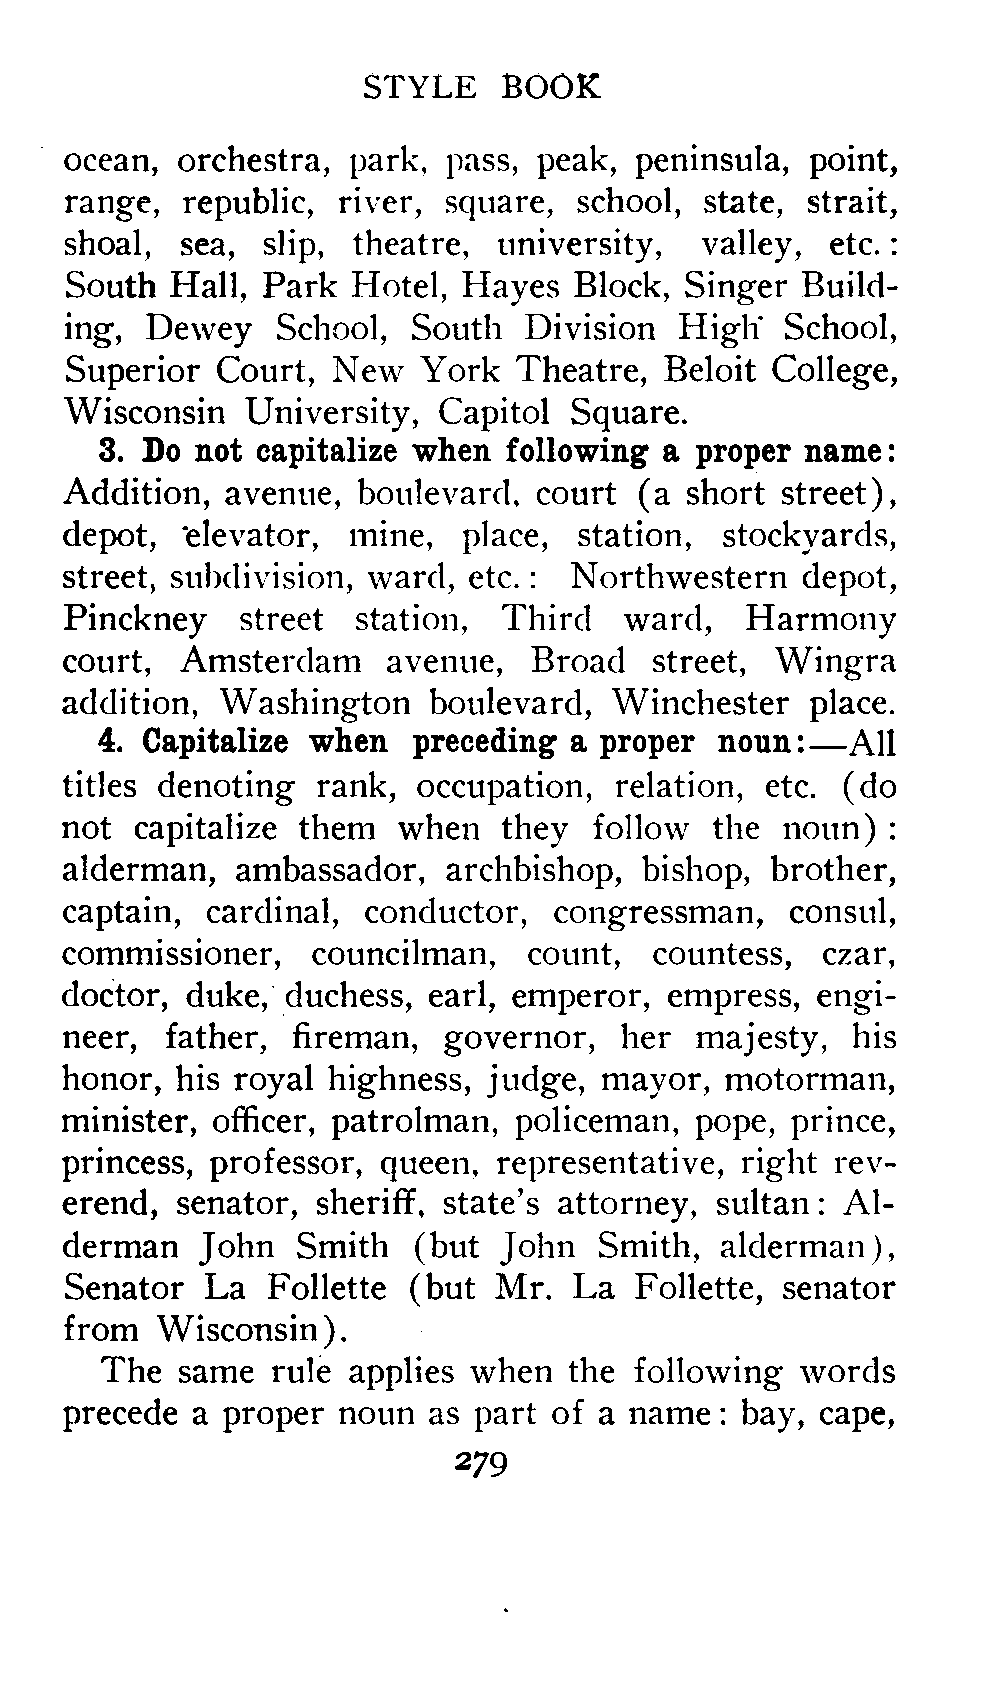 STYLE BOOK
ocean, orchestra, park, pass, peak, peninsula, point,
range, republic, river, square, school, state, strait,
shoal, sea, slip, theatre, university, valley, etc.:
South Hall, Park Hotel, Hayes Block, Singer Build-
ing, Dewey School, South Division High School,
Superior Court, New York Theatre, Beloit College,
Wisconsin University, Capitol Square.
3. Do not capitalize when following a proper name:
Addition, avenue, boulevard, court (a short street),
depot, elevator, mine, place, station, stockyards,
street, subdivision, ward, etc.: Northwestern depot,
Pinckney street station, Third ward, Harmony
court, Amsterdam avenue, Broad street, Wingra
addition, Washington boulevard, Winchester place.
4. Capitalize when preceding a proper noun:—All
titles denoting rank, occupation, relation, etc. (do
not capitalize them when they follow the noun):
alderman, ambassador, archbishop, bishop, brother,
captain, cardinal, conductor, congressman, consul,
commissioner, councilman, count, countess, czar,
doctor, duke, duchess, earl, emperor, empress, engi-
neer, father, fireman, governor, her majesty, his
honor, his royal highness, judge, mayor, motorman,
minister, officer, patrolman, policeman, pope, prince,
princess, professor, queen, representative, right rev-
erend, senator, sheriff, state's attorney, sultan: Al-
derman John Smith (but John Smith, alderman),
Senator La Follette (but Mr. La Follette, senator
from Wisconsin).
The same rule applies when the following words
precede a proper noun as part of a name: bay, cape,
279